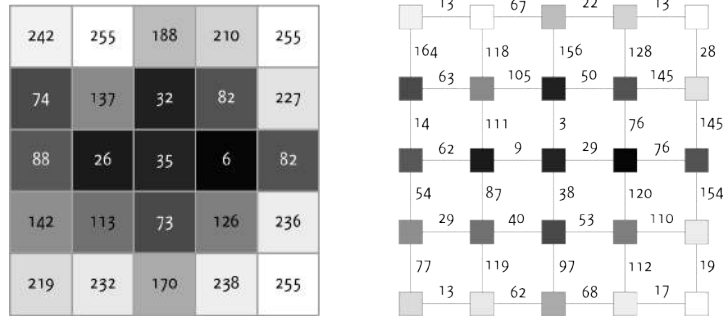 242 255 188 210 255
74 137 32 82 227
88 26 35 6 82
142 113 73 126 236
219 232 170 238 255
13 67 22 13
164 118 156 128 28
63 105 50 145
14 111 3 76 145
62 9 29 76
54 87 38 120 154
29 40 53 110
77 119 97 112 19
13 62 68 17